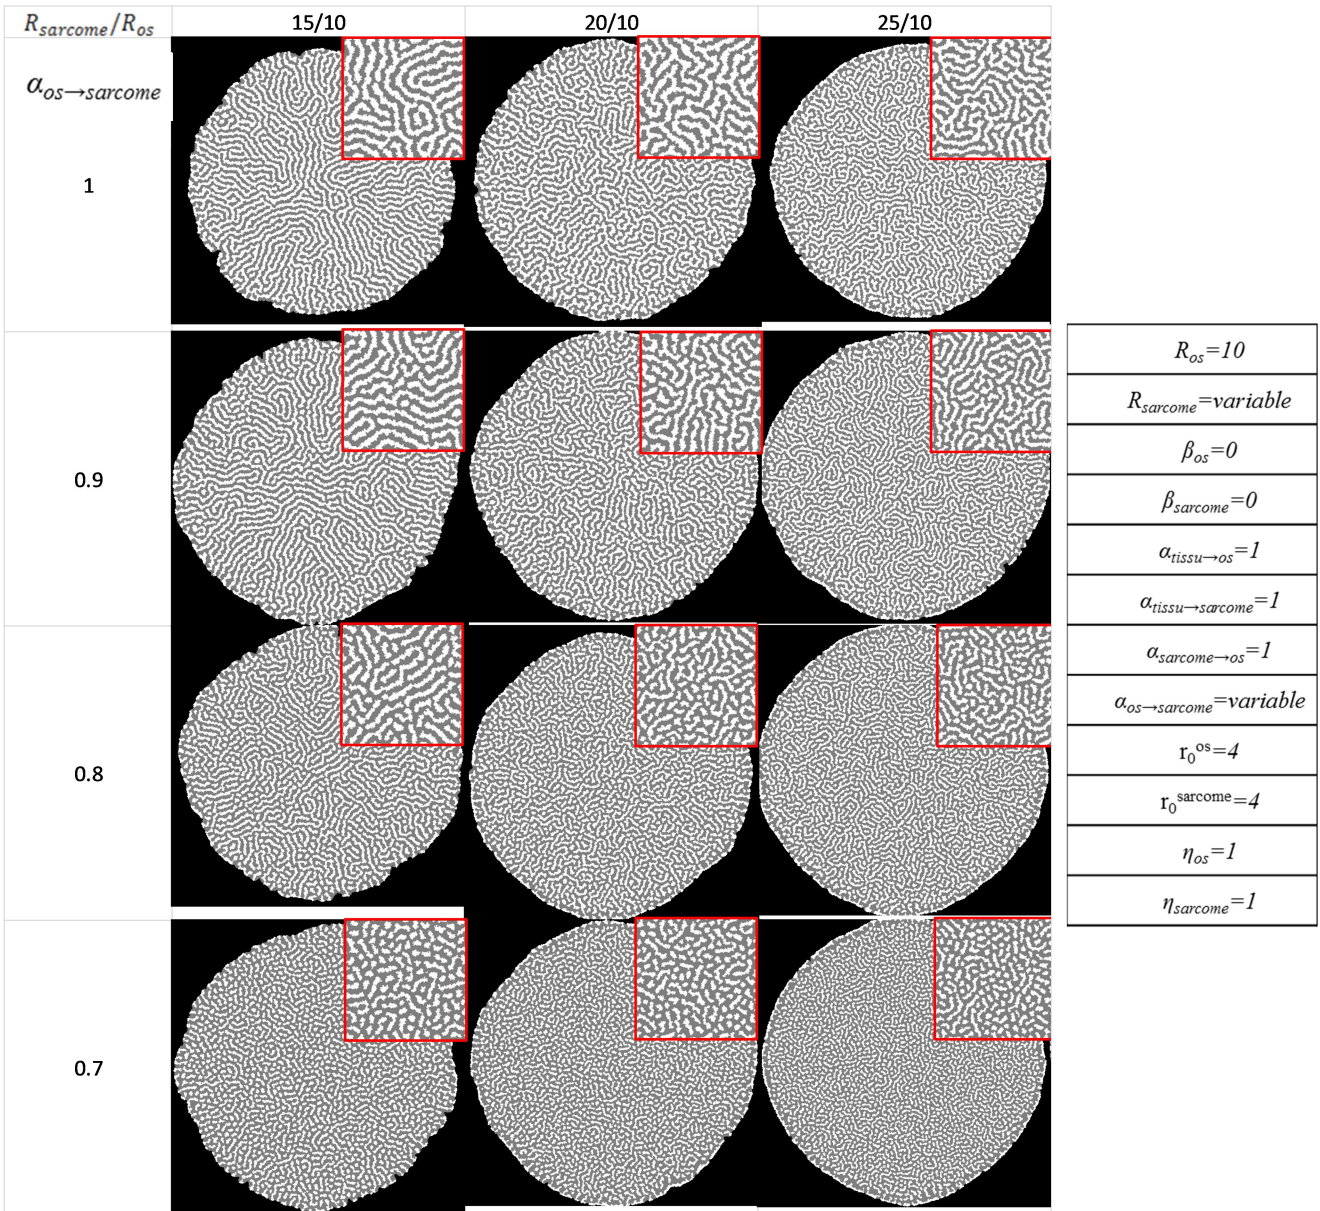 R_sarcome/R_os 15/10 20/10 25/10
α_os→sarcome
1
0.9
0.8
0.7
R_os=10
R_sarcome=variable
β_os=0
β_sarcome=0
α_tissu→os=1
α_tissu→sarcome=1
α_sarcome→os=1
α_os→sarcome=variable
r_0^os=4
r_0^sarcome=4
η_os=1
η_sarcome=1